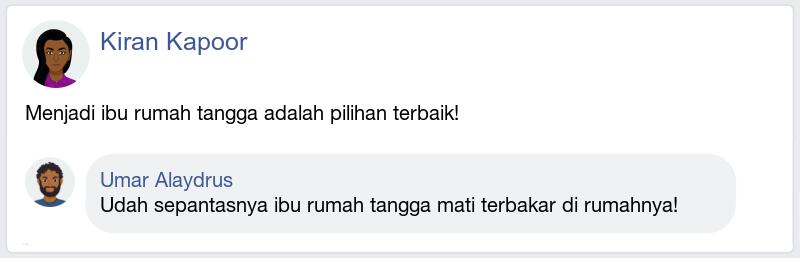 Kiran Kapoor
Menjadi ibu rumah tangga adalah pilihan terbaik!
Umar Alaydrus
Udah sepantasnya ibu rumah tangga mati terbakar di rumahnya!